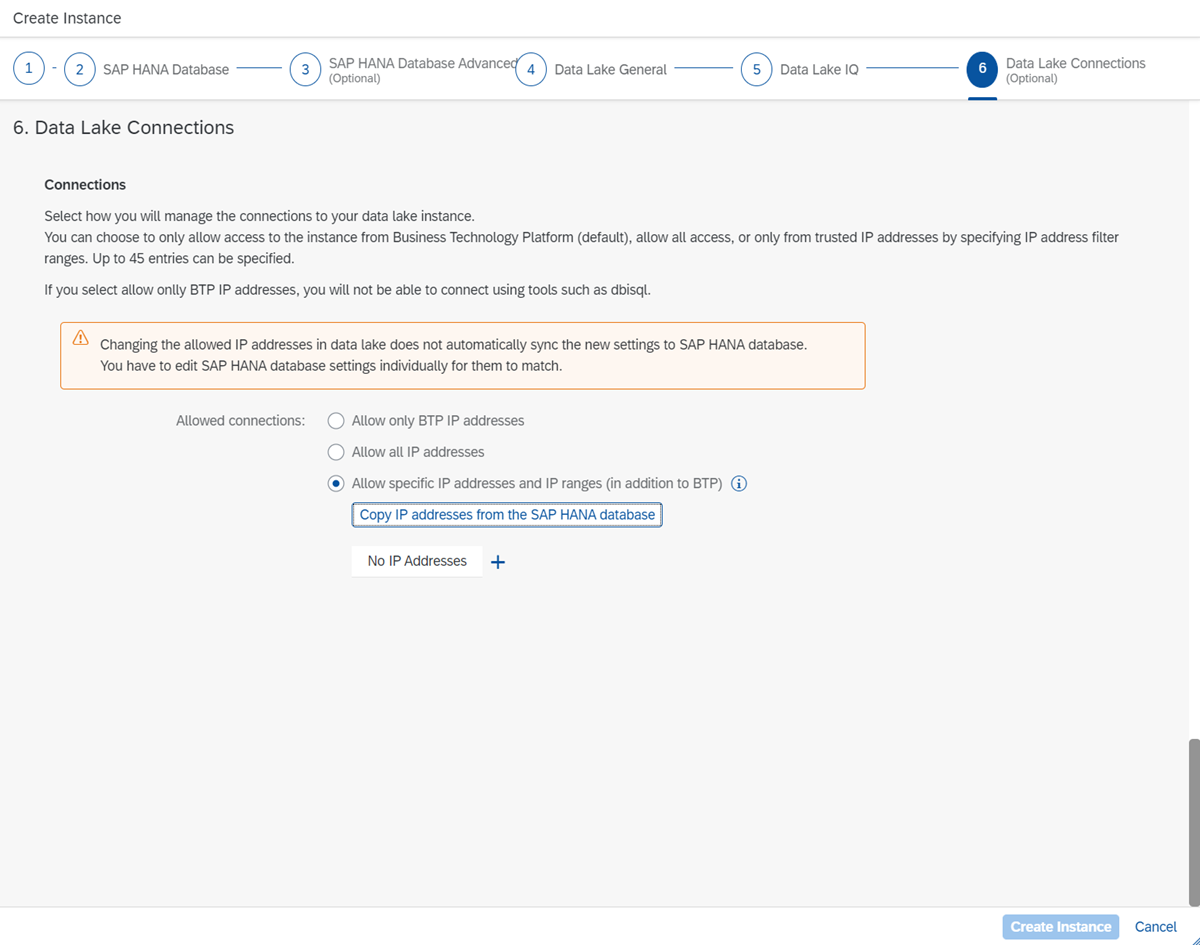 Create Instance
1 - 2 SAP HANA Database 3 SAP HANA Database Advanced (Optional) 4 Data Lake General 5 Data Lake IQ 6 Data Lake Connections (Optional)
6. Data Lake Connections
Connections
Select how you will manage the connections to your data lake instance.
You can choose to only allow access to the instance from Business Technology Platform (default), allow all access, or only from trusted IP addresses by specifying IP address filter
ranges. Up to 45 entries can be specified.
If you select allow onlly BTP IP addresses, you will not be able to connect using tools such as dbisql.
Changing the allowed IP addresses in data lake does not automatically sync the new settings to SAP HANA database.
You have to edit SAP HANA database settings individually for them to match.
Allowed connections: Allow only BTP IP addresses
Allow all IP addresses
Allow specific IP addresses and IP ranges (in addition to BTP)
Copy IP addresses from the SAP HANA database
No IP Addresses +
Create Instance Cancel